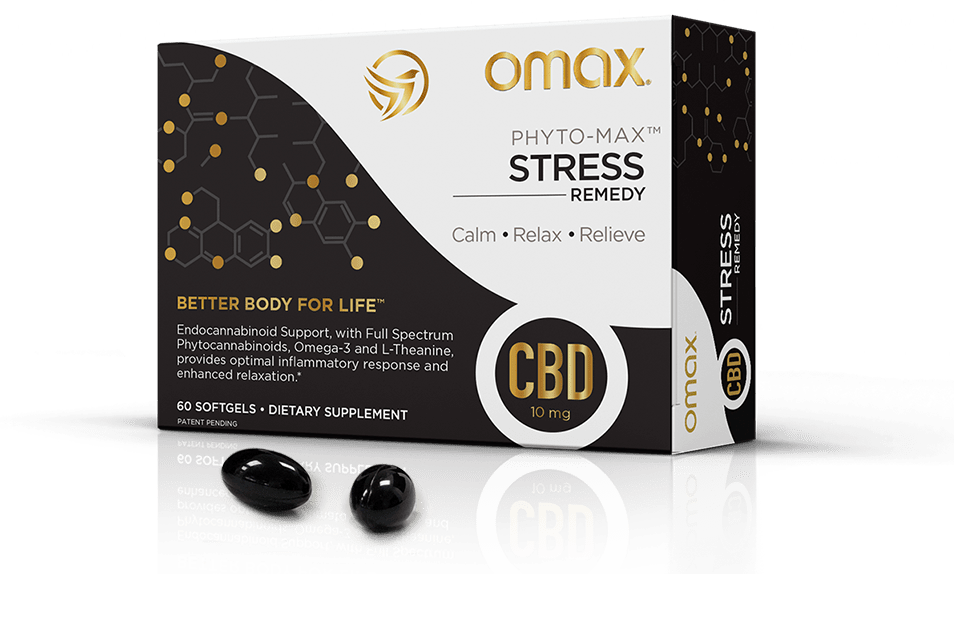 omax®
PHYTO-MAX™
STRESS
REMEDY
Calm • Relax • Relieve
BETTER BODY FOR LIFE™
Endocannabinoid Support, with Full Spectrum
Phytocannabinoids, Omega-3 and L-Theanine,
provides optimal inflammatory response and
enhanced relaxation.*
60 SOFTGELS • DIETARY SUPPLEMENT
PATENT PENDING
CBD
10 mg
STRESS
REMEDY
omax®
CBD